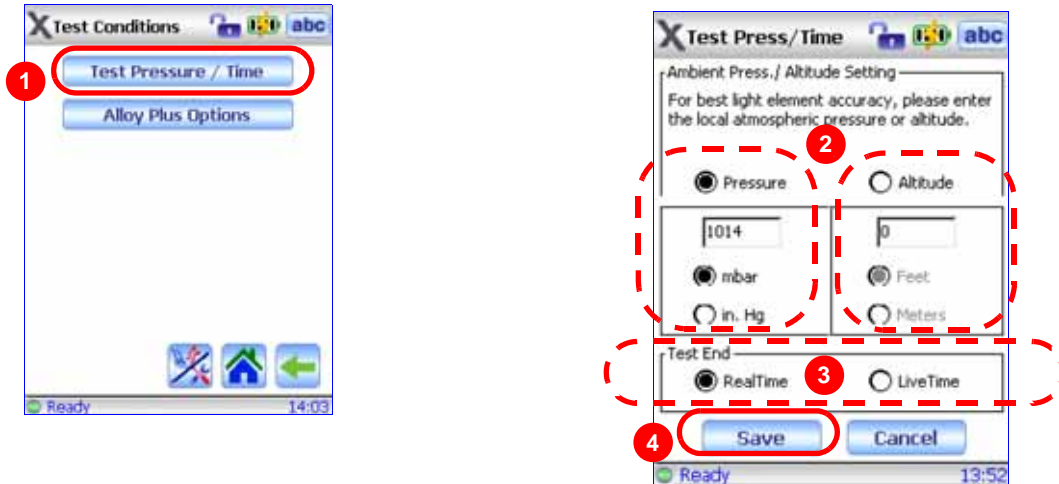 Test Conditions
abc
1
Test Pressure / Time
Alloy Plus Options
Ready
14:03
Test Press/Time
abc
Ambient Press./ Altitude Setting
For best light element accuracy, please enter
the local atmospheric pressure or altitude.
2
Pressure
Altitude
1014
0
mbar
Feet
in. Hg
Meters
Test End
RealTime
3
LiveTime
4
Save
Cancel
Ready
13:52